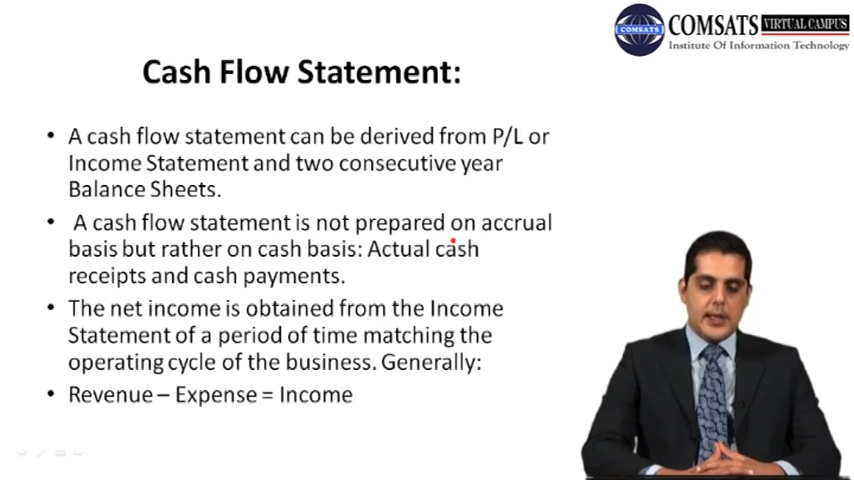 COMSATS VIRTUAL CAMPUS
COMSATS
Institute Of Information Technology
Cash Flow Statement:
• A cash flow statement can be derived from P/L or
Income Statement and two consecutive year
Balance Sheets.
• A cash flow statement is not prepared on accrual
basis but rather on cash basis: Actual cash
receipts and cash payments.
• The net income is obtained from the Income
Statement of a period of time matching the
operating cycle of the business. Generally:
• Revenue – Expense = Income